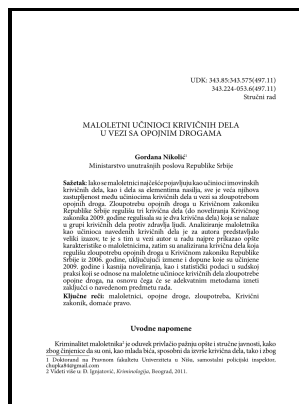 UDK: 343.85:343.575(497.11)
343.224-053.6(497.11)
Stručni rad
MALOLETNI UČINIOCI KRIVIČNIH DELA
U VEZI SA OPOJNIM DROGAMA
Gordana Nikolić1
Ministarstvo unutrašnjih poslova Republike Srbije
Sažetak: Iako se maloletnici najčešće pojavljuju kao učinioci imovinskih
krivičnih dela, kao i dela sa elementima nasilja, sve je veća njihova
zastupljenost među učiniocima krivičnih dela u vezi sa zloupotrebom
opojnih droga. Zloupotrebu opojnih droga u Krivičnom zakoniku
Republike Srbije regulišu tri krivična dela (do noveliranja Krivičnog
zakonika 2009. godine regulisala su je dva krivična dela) koja se nalaze
u grupi krivičnih dela protiv zdravlja ljudi. Analiziranje maloletnika
kao učinioca navedenih krivičnih dela je za autora predstavljalo
veliki izazov, te je s tim u vezi autor u radu najpre prikazao opšte
karakteristike o maloletnicima, zatim su analizirana krivična dela koja
regulišu zloupotrebu opojnih droga u Krivičnom zakoniku Republike
Srbije iz 2006. godine, uključujući izmene i dopune koje su učinjene
2009. godine i kasnija noveliranja, kao i statistički podaci u sudskoj
praksi koji se odnose na maloletne učinioce krivičnih dela zloupotrebe
opojne droga, na osnovu čega će se adekvatnim metodama izneti
zaključci o navedenom predmetu rada.
Ključne reči: maloletnici, opojne droge, zloupotreba, Krivični
zakonik, domaće pravo.
Uvodne napomene
Kriminalitet maloletnika2 je oduvek privlačio pažnju opšte i stručne javnosti, kako
zbog činjenice da su oni, kao mlada bića, sposobni da izvrše krivična dela, tako i zbog
1 Doktorand na Pravnom fakultetu Univerziteta u Nišu, samostalni policijski inspektor,
chupka84@gmail.com
2 Videti više u: Đ. Ignjatović, Kriminologija, Beograd, 2011.